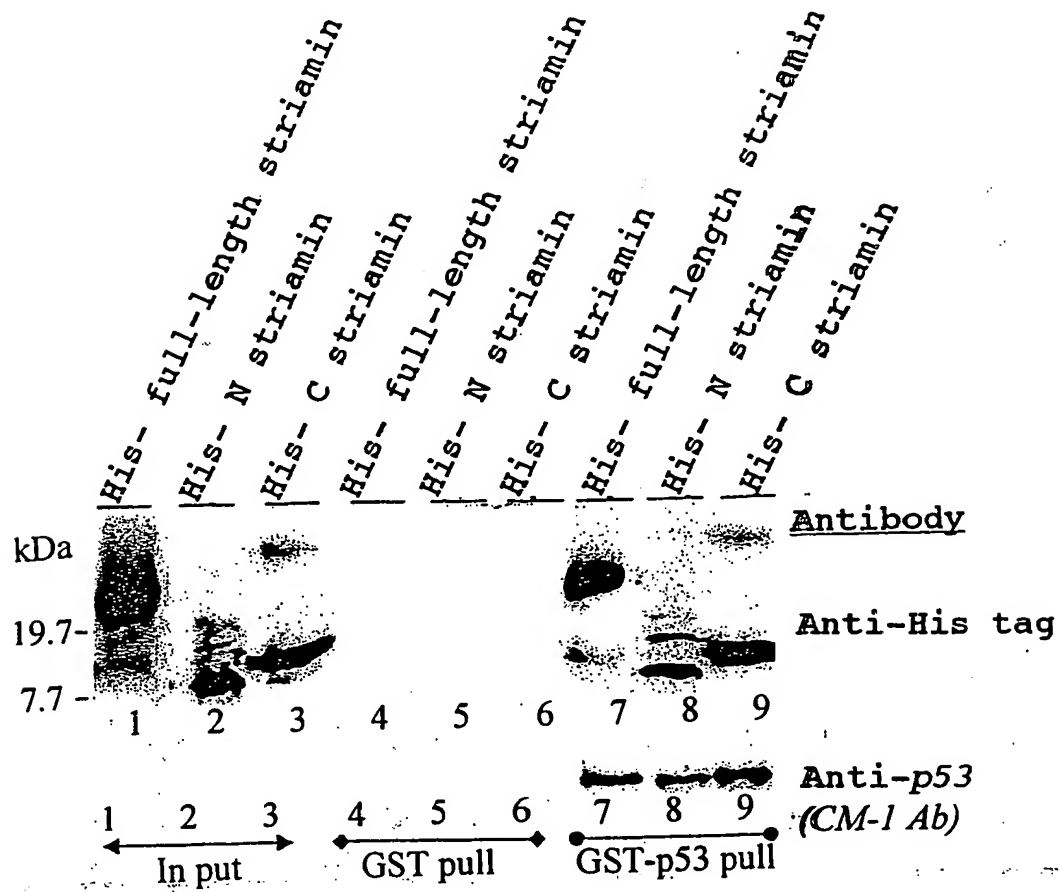 His- full-length striamin
His- N striamin
His- C striamin
His- full-length striamin
His- N striamin
His- C striamin
His- full-length striamin
His- N striamin
His- C striamin
Antibody
kDa
19.7-
Anti-His tag
7.7 -
1 2 3 4 5 6 7 8 9
Anti-p53
1 2 3 4 5 6 7 8 9
(CM-1 Ab)
In put GST pull GST-p53 pull